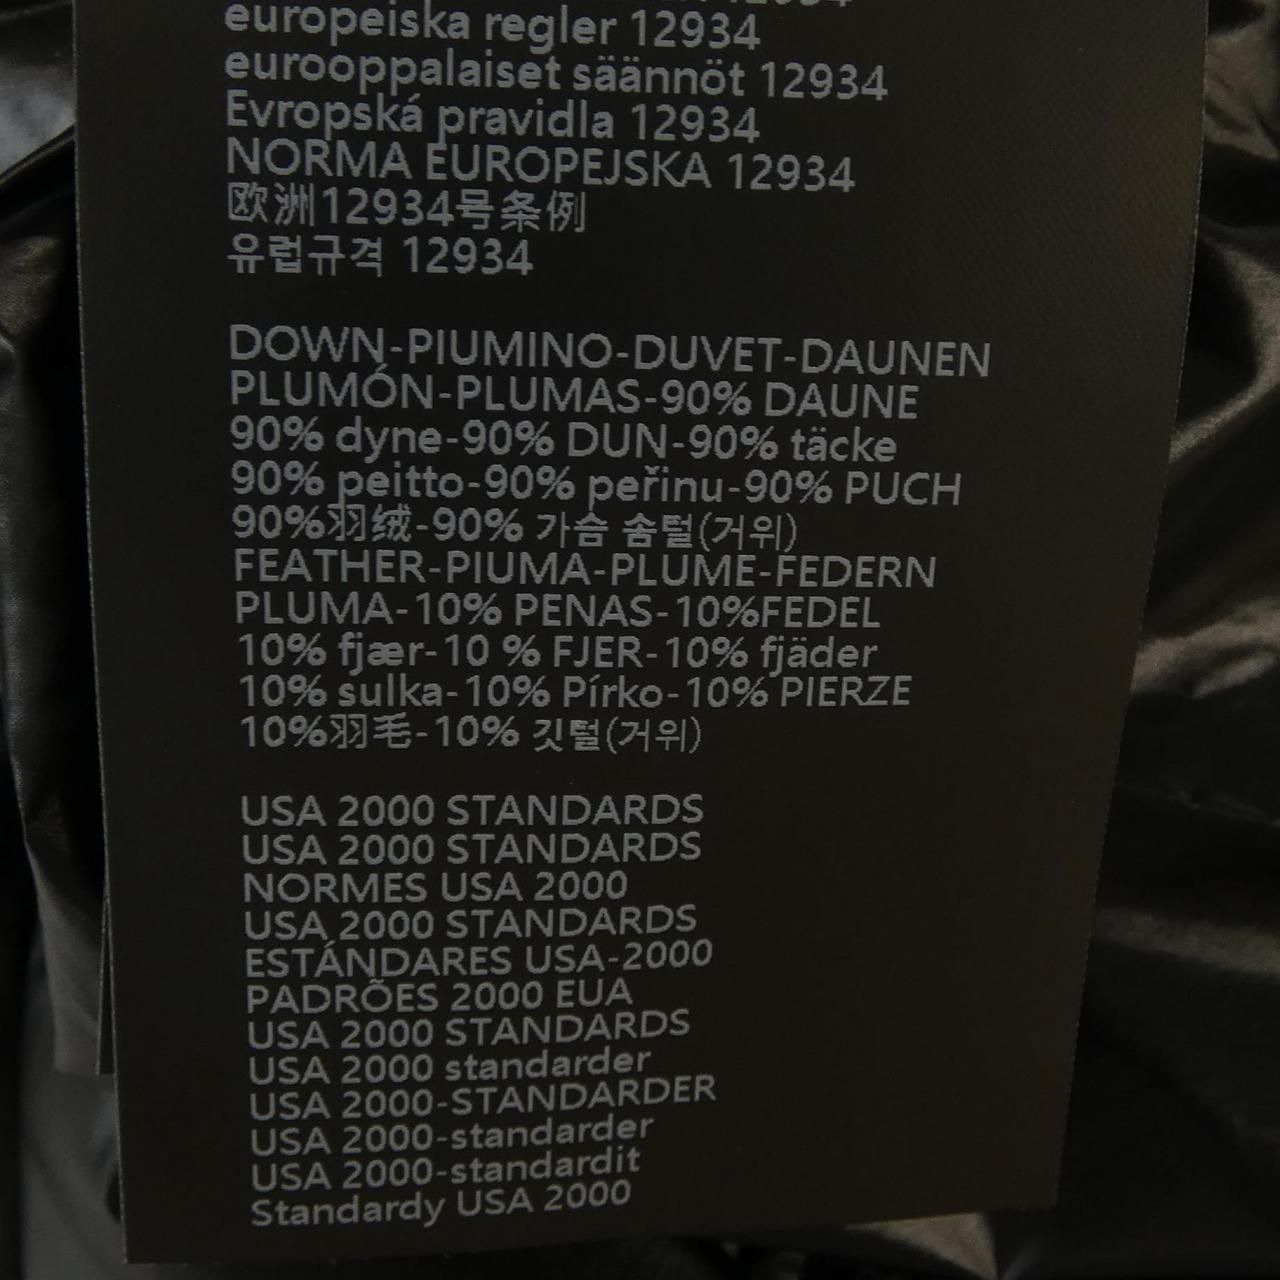 europeiska regler 12934
eurooppalaiset säännöt 12934
Evropská pravidla 12934
NORMA EUROPEJSKA 12934
欧洲12934号条例
유럽규격 12934
DOWN-PIUMINO-DUVET-DAUNEN
PLUMÓN-PLUMAS-90% DAUNE
90% dyne-90% DUN-90% täcke
90% peitto-90% peřinu-90% PUCH
90%羽绒-90% 가슴 솜털(거위)
FEATHER-PIUMA-PLUME-FEDERN
PLUMA-10% PENAS-10%FEDEL
10% fjær-10 % FJER-10% fjäder
10% sulka-10% Pírko-10% PIERZE
10%羽毛-10% 깃털(거위)
USA 2000 STANDARDS
USA 2000 STANDARDS
NORMES USA 2000
USA 2000 STANDARDS
ESTÁNDARES USA-2000
PADRÕES 2000 EUA
USA 2000 STANDARDS
USA 2000 standarder
USA 2000-STANDARDER
USA 2000-standarder
USA 2000-standardit
Standardy USA 2000